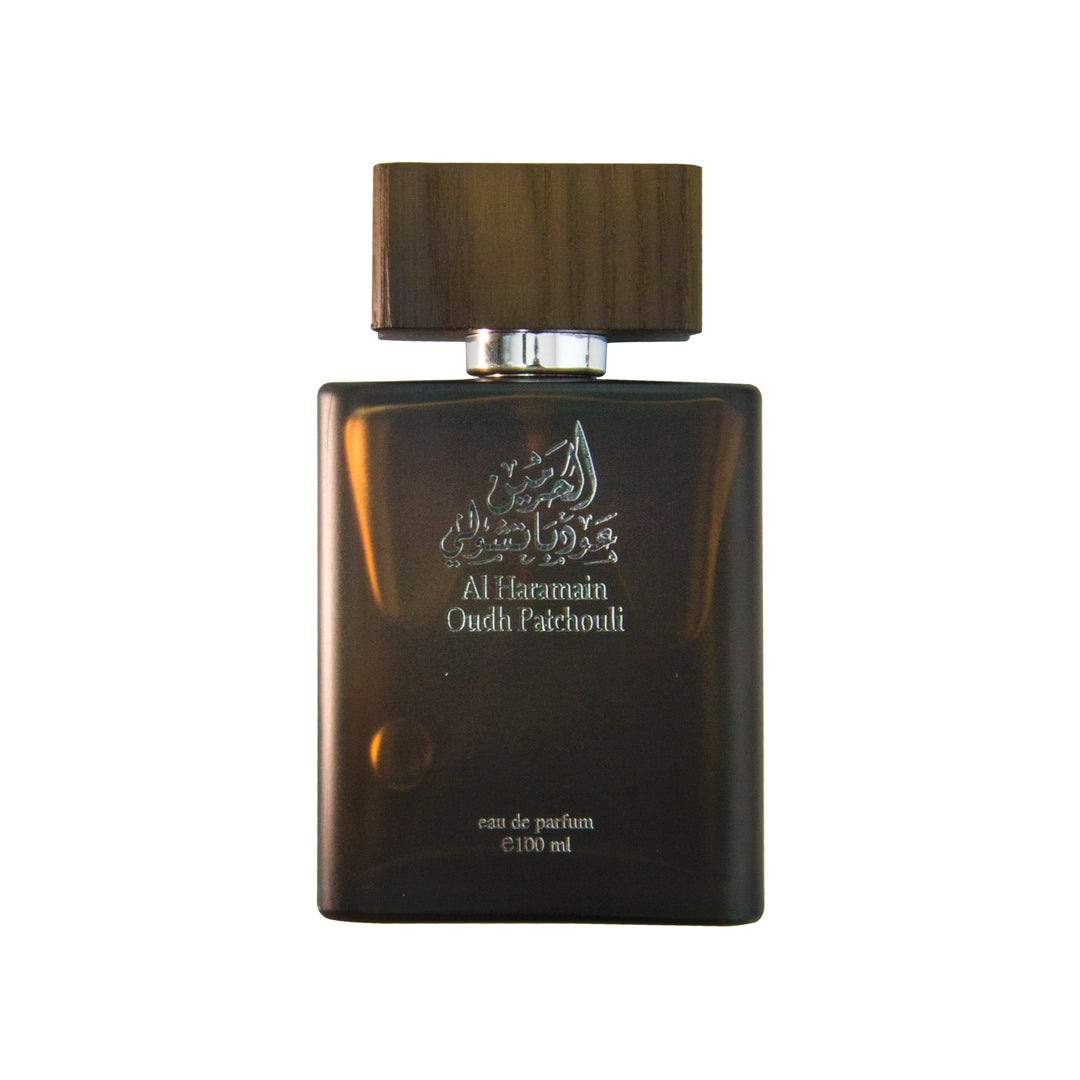 الحرمين
عود باتشولي
Al Haramain
Oudh Patchouli
eau de parfum
℮100 ml